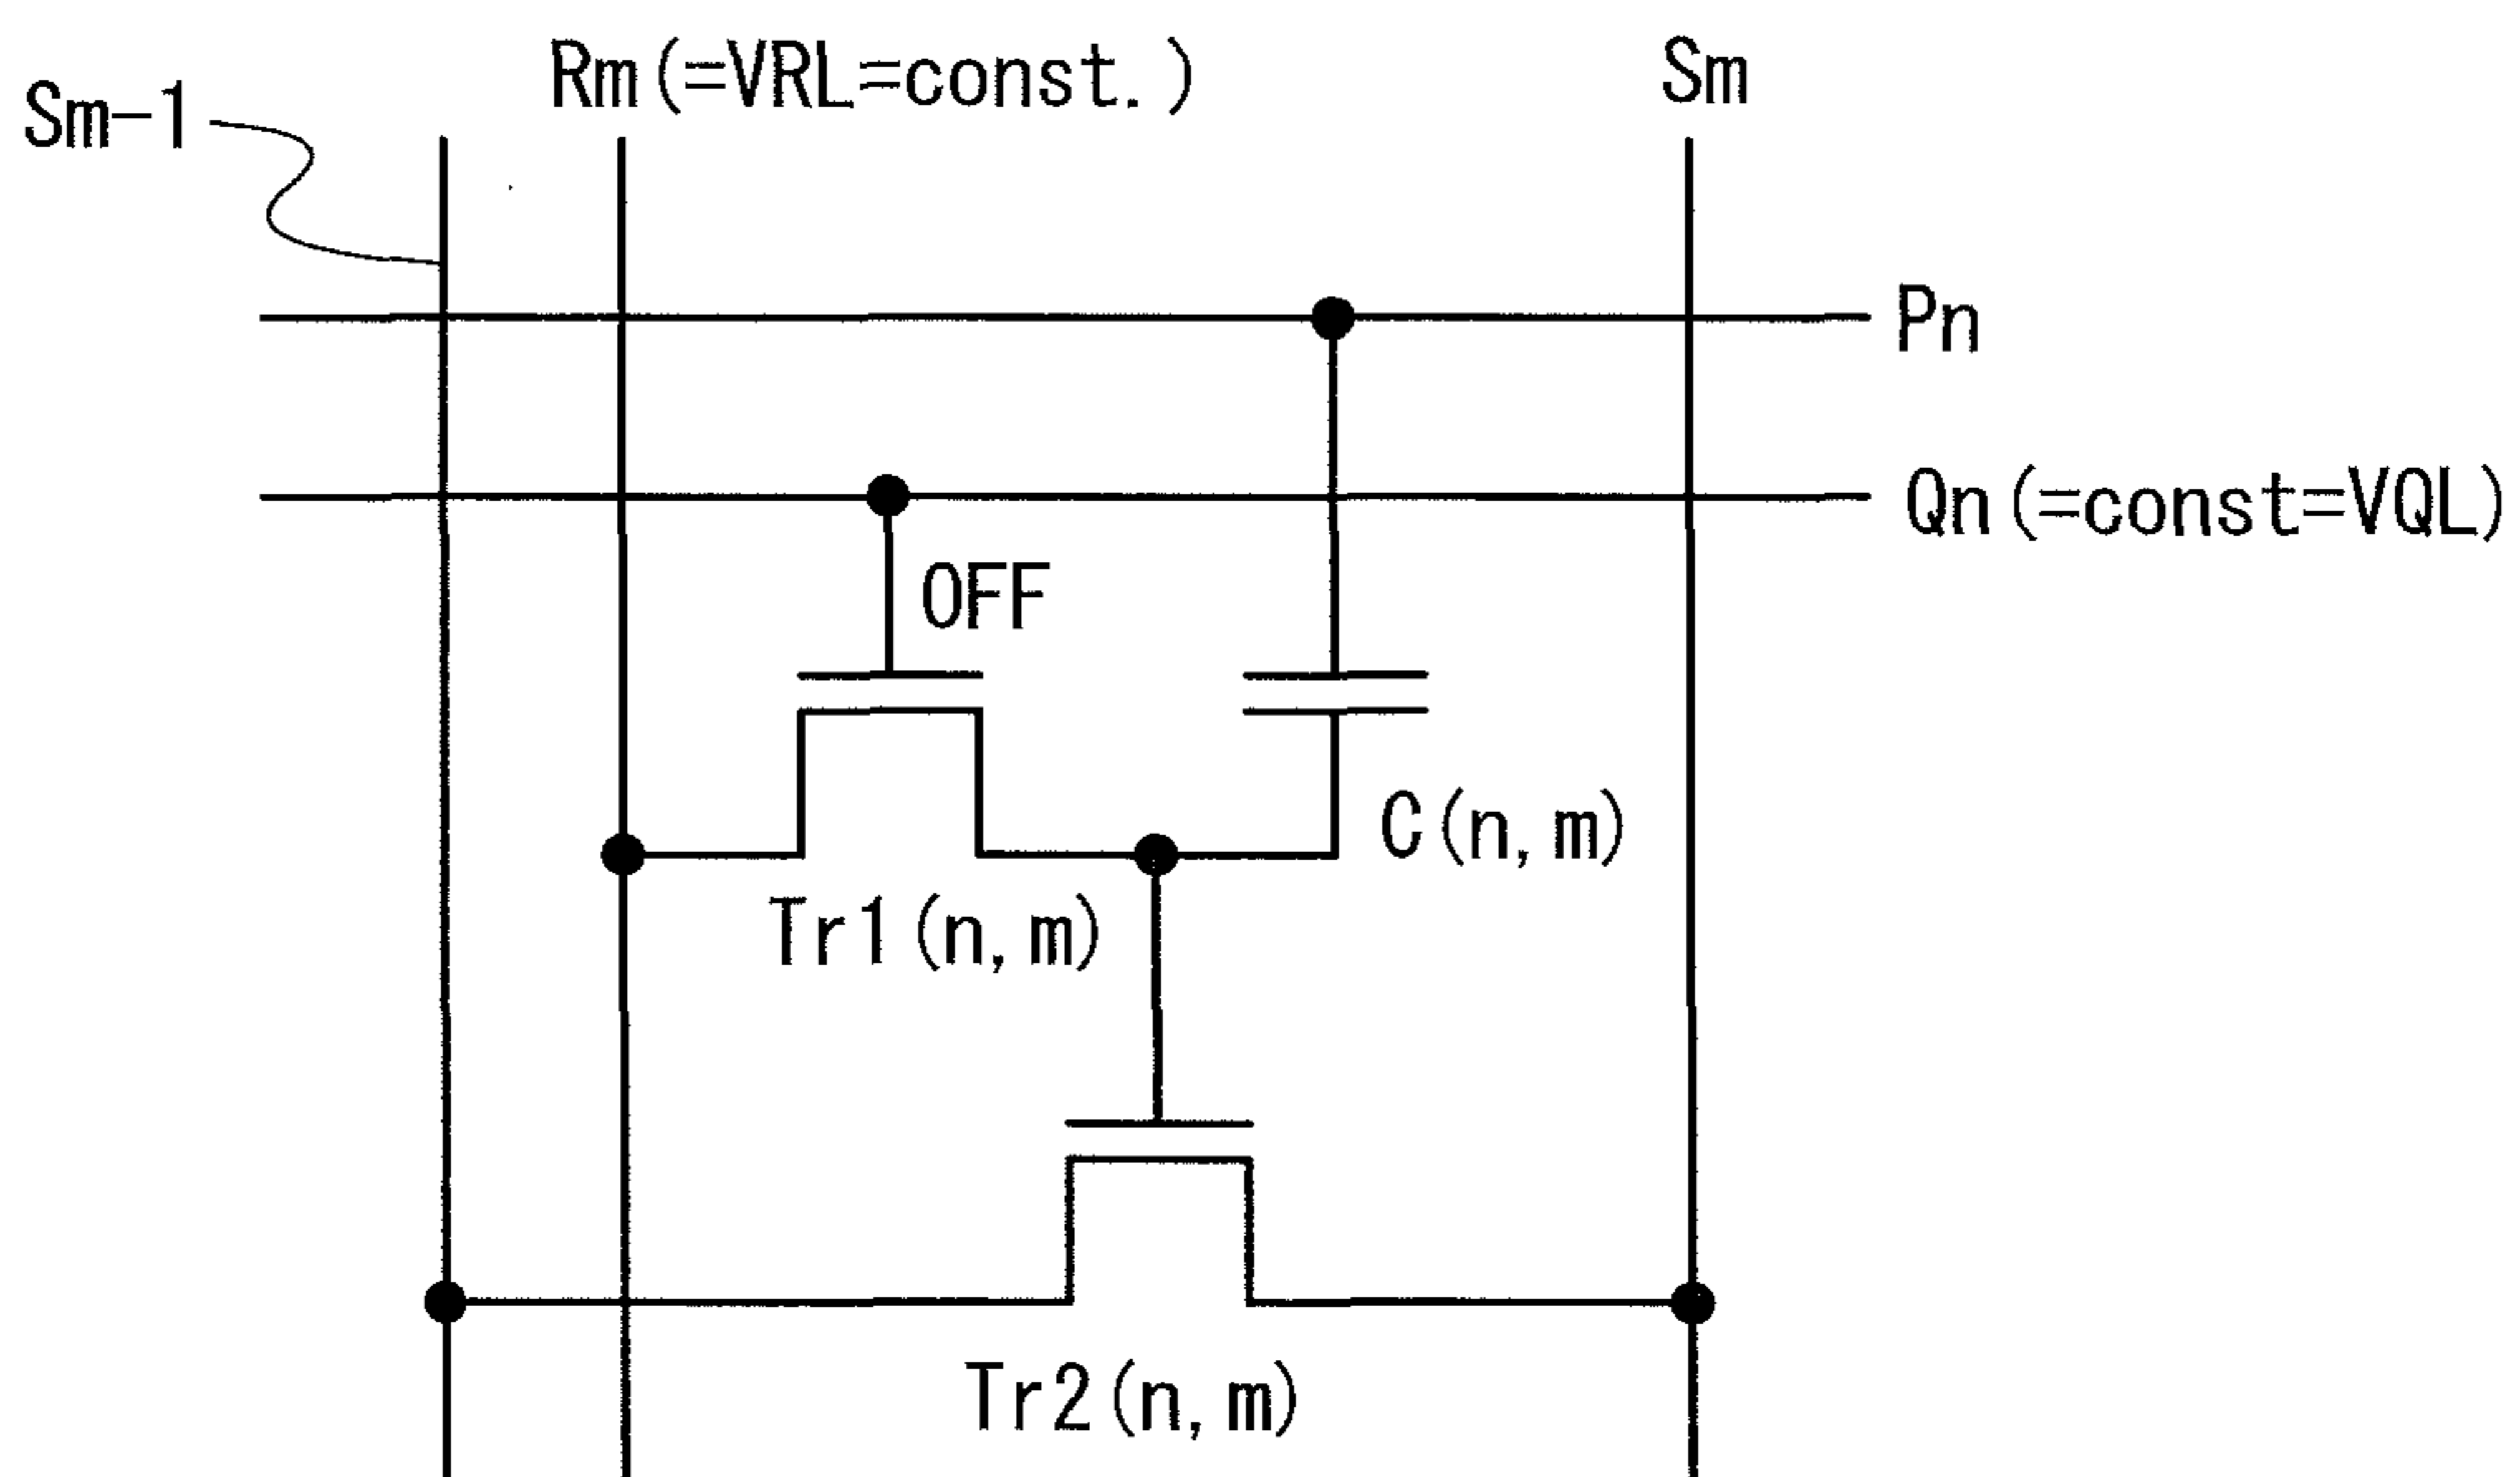 Sm-1
Rm(=VRL=const.)
Sm
Pn
Qn(=const=VQL)
OFF
C(n,m)
Tr1(n,m)
Tr2(n,m)